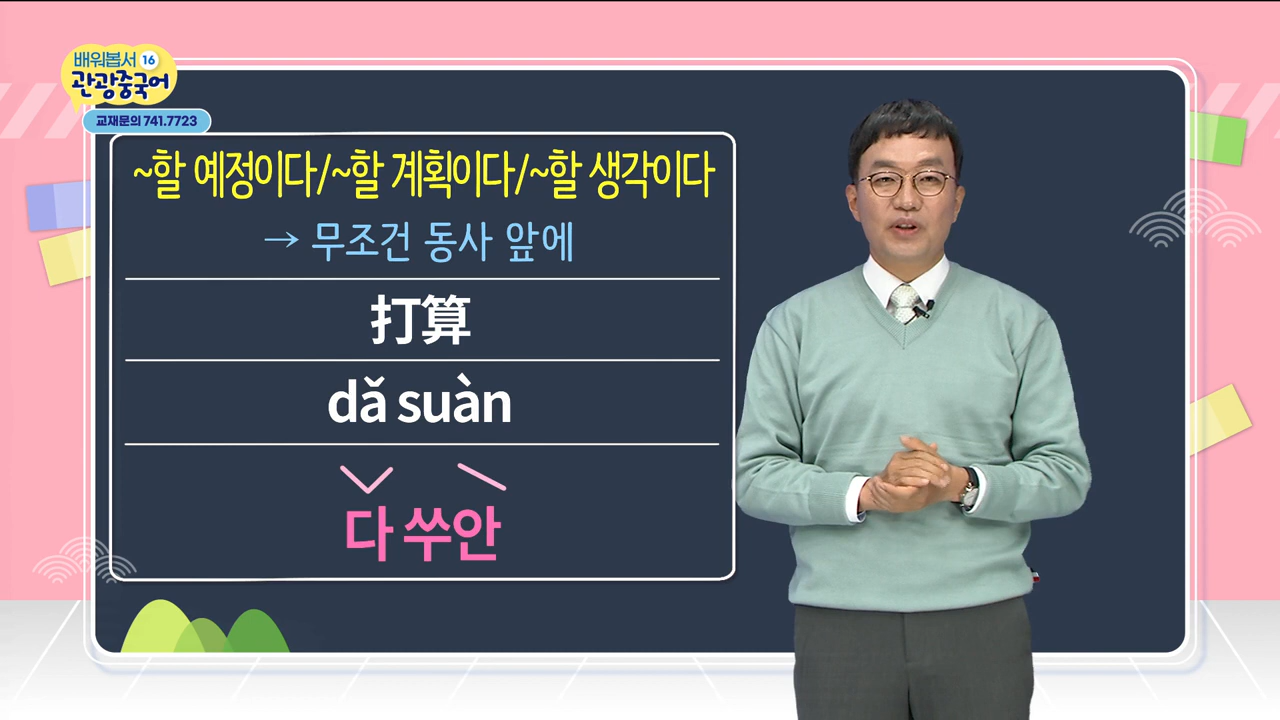 배워봅서 16
관광중국어
교재문의 741.7723
~할 예정이다/~할 계획이다/~할 생각이다
→ 무조건 동사 앞에
打算
dǎ suàn
다 쑤안